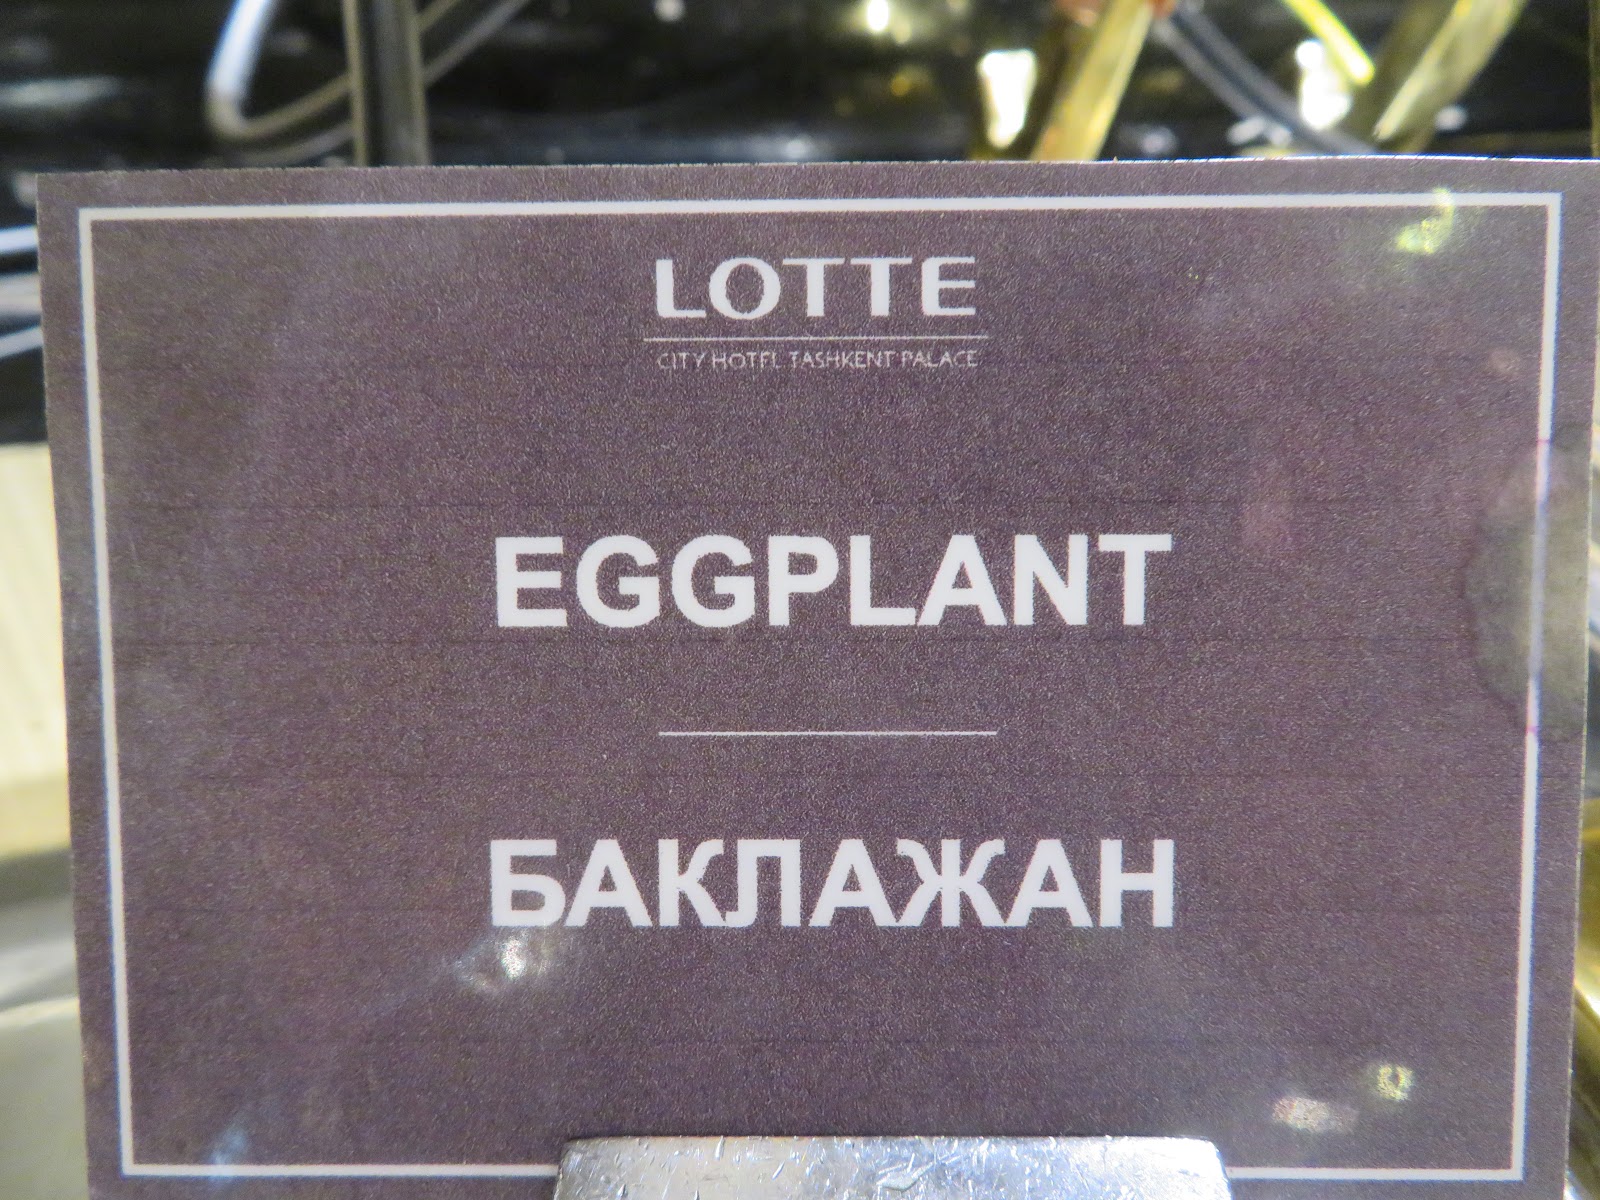 LOTTE
CITY HOTEL TASHKENT PALACE
EGGPLANT
БАКЛАЖАН